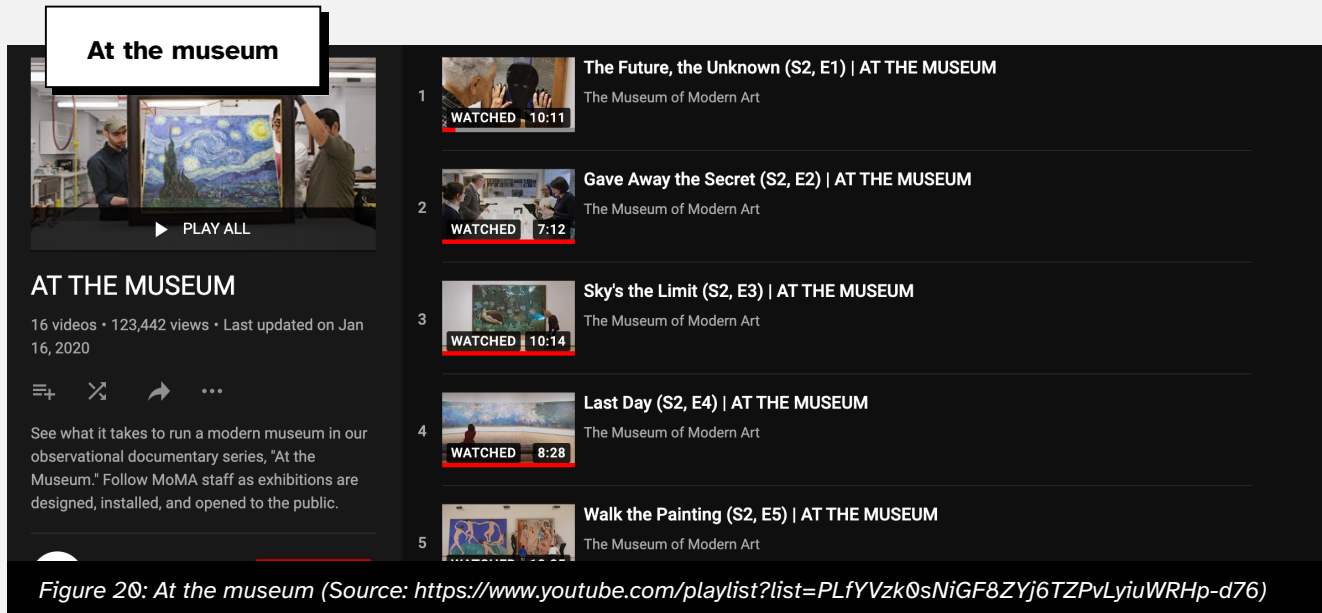 At the museum
PLAY ALL
AT THE MUSEUM
16 videos • 123,442 views • Last updated on Jan
16, 2020
See what it takes to run a modern museum in our
observational documentary series, "At the
Museum." Follow MoMA staff as exhibitions are
designed, installed, and opened to the public.
1
The Future, the Unknown (S2, E1) | AT THE MUSEUM
The Museum of Modern Art
WATCHED 10:11
2
Gave Away the Secret (S2, E2) | AT THE MUSEUM
The Museum of Modern Art
WATCHED 7:12
3
Sky's the Limit (S2, E3) | AT THE MUSEUM
The Museum of Modern Art
WATCHED 10:14
4
Last Day (S2, E4) | AT THE MUSEUM
The Museum of Modern Art
WATCHED 8:28
5
Walk the Painting (S2, E5) | AT THE MUSEUM
The Museum of Modern Art
Figure 20: At the museum (Source: https://www.youtube.com/playlist?list=PLfYVzk0sNiGF8ZYj6TZPvLyiuWRHp-d76)